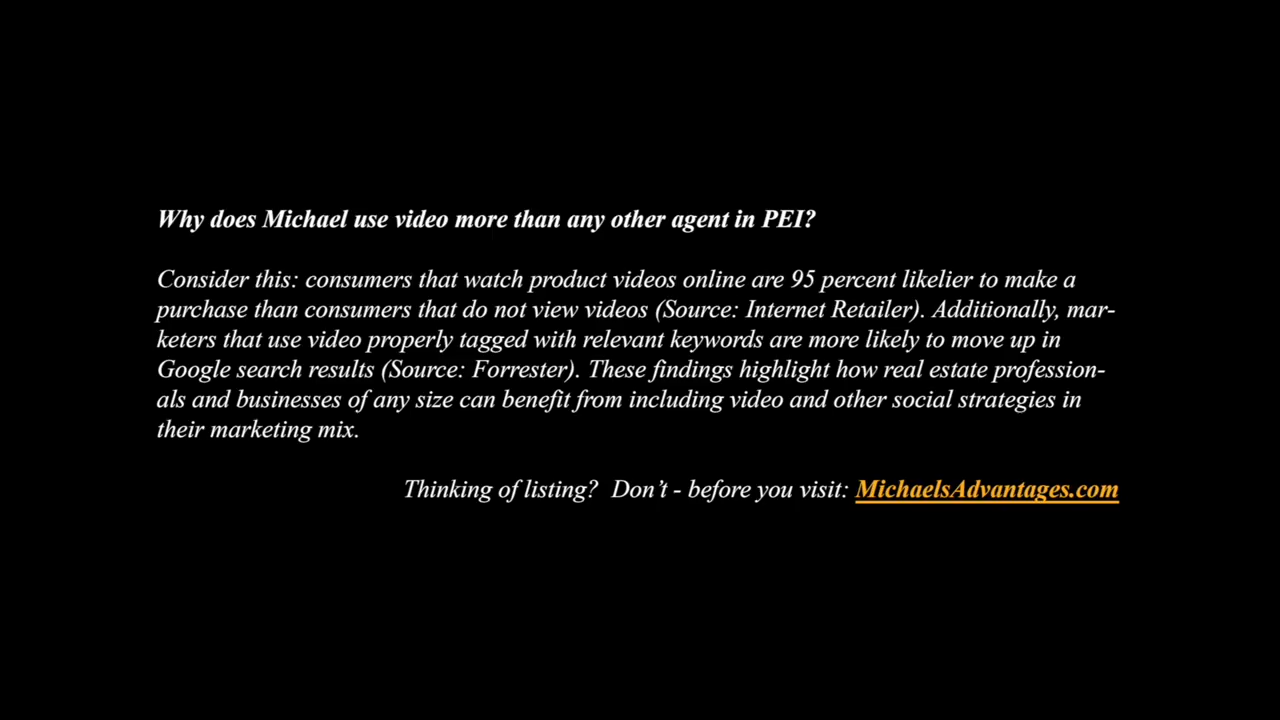 Why does Michael use video more than any other agent in PEI?
Consider this: consumers that watch product videos online are 95 percent likelier to make a
purchase than consumers that do not view videos (Source: Internet Retailer). Additionally, mar-
keters that use video properly tagged with relevant keywords are more likely to move up in
Google search results (Source: Forrester). These findings highlight how real estate profession-
als and businesses of any size can benefit from including video and other social strategies in
their marketing mix.
Thinking of listing?  Don’t - before you visit: MichaelsAdvantages.com